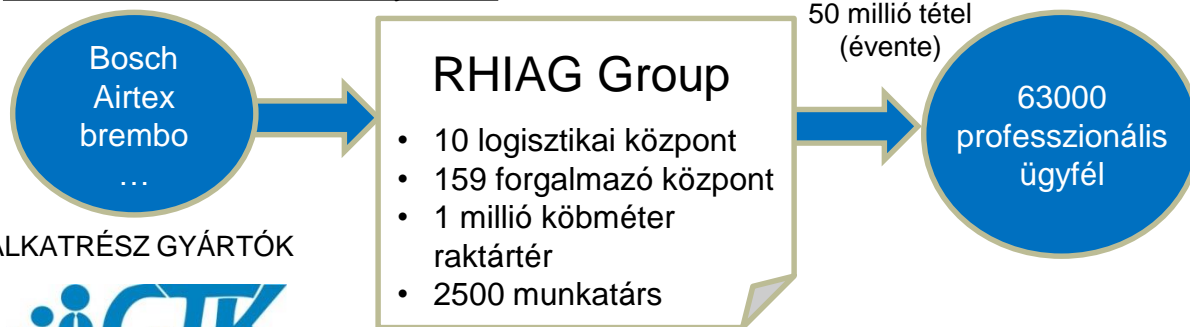 Bosch
Airtex
brembo
…
ALKATRÉSZ GYÁRTÓK
RHIAG Group
• 10 logisztikai központ
• 159 forgalmazó központ
• 1 millió köbméter
raktártér
• 2500 munkatárs
50 millió tétel
(évente)
63000
professzionális
ügyfél